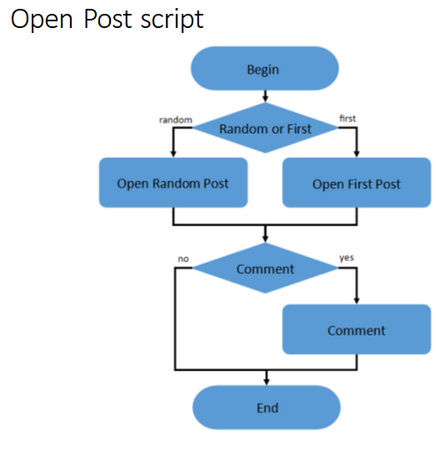 Open Post script
Begin
random
first
Random or First
Open Random Post
Open First Post
no
yes
Comment
Comment
End